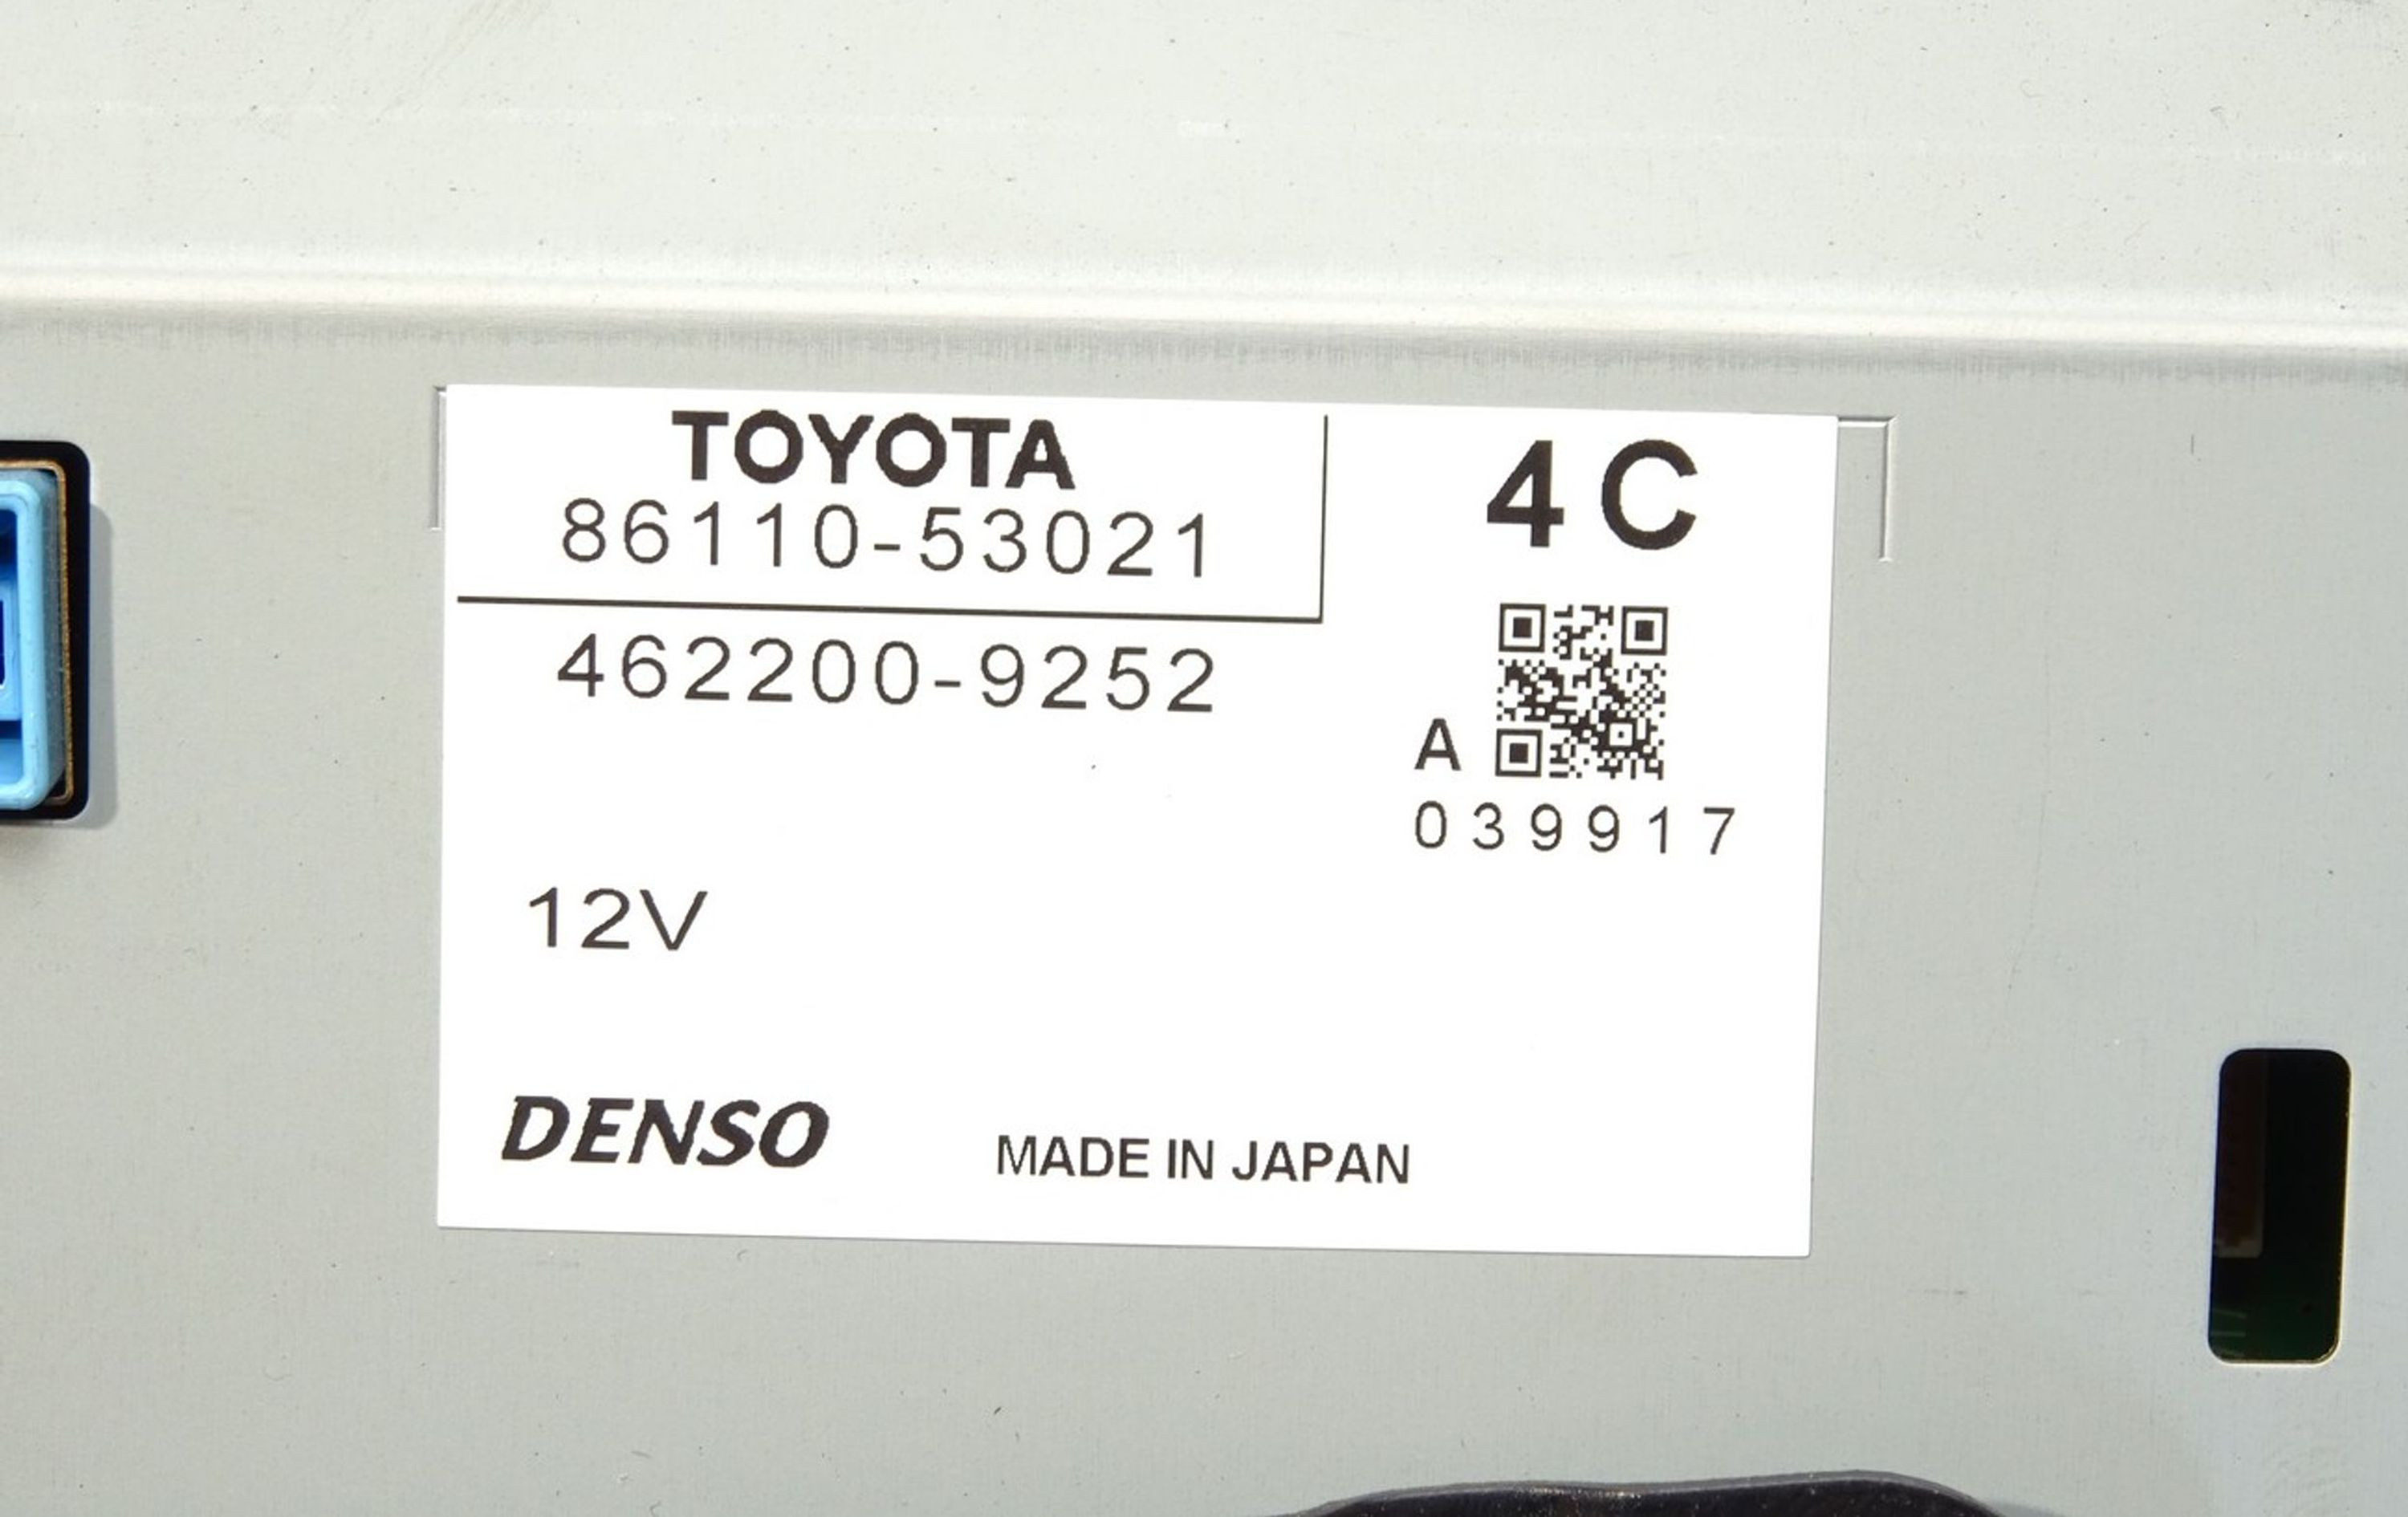 TOYOTA
86110-53021
462200-9252
12V
DENSO
MADE IN JAPAN
4C
A
039917